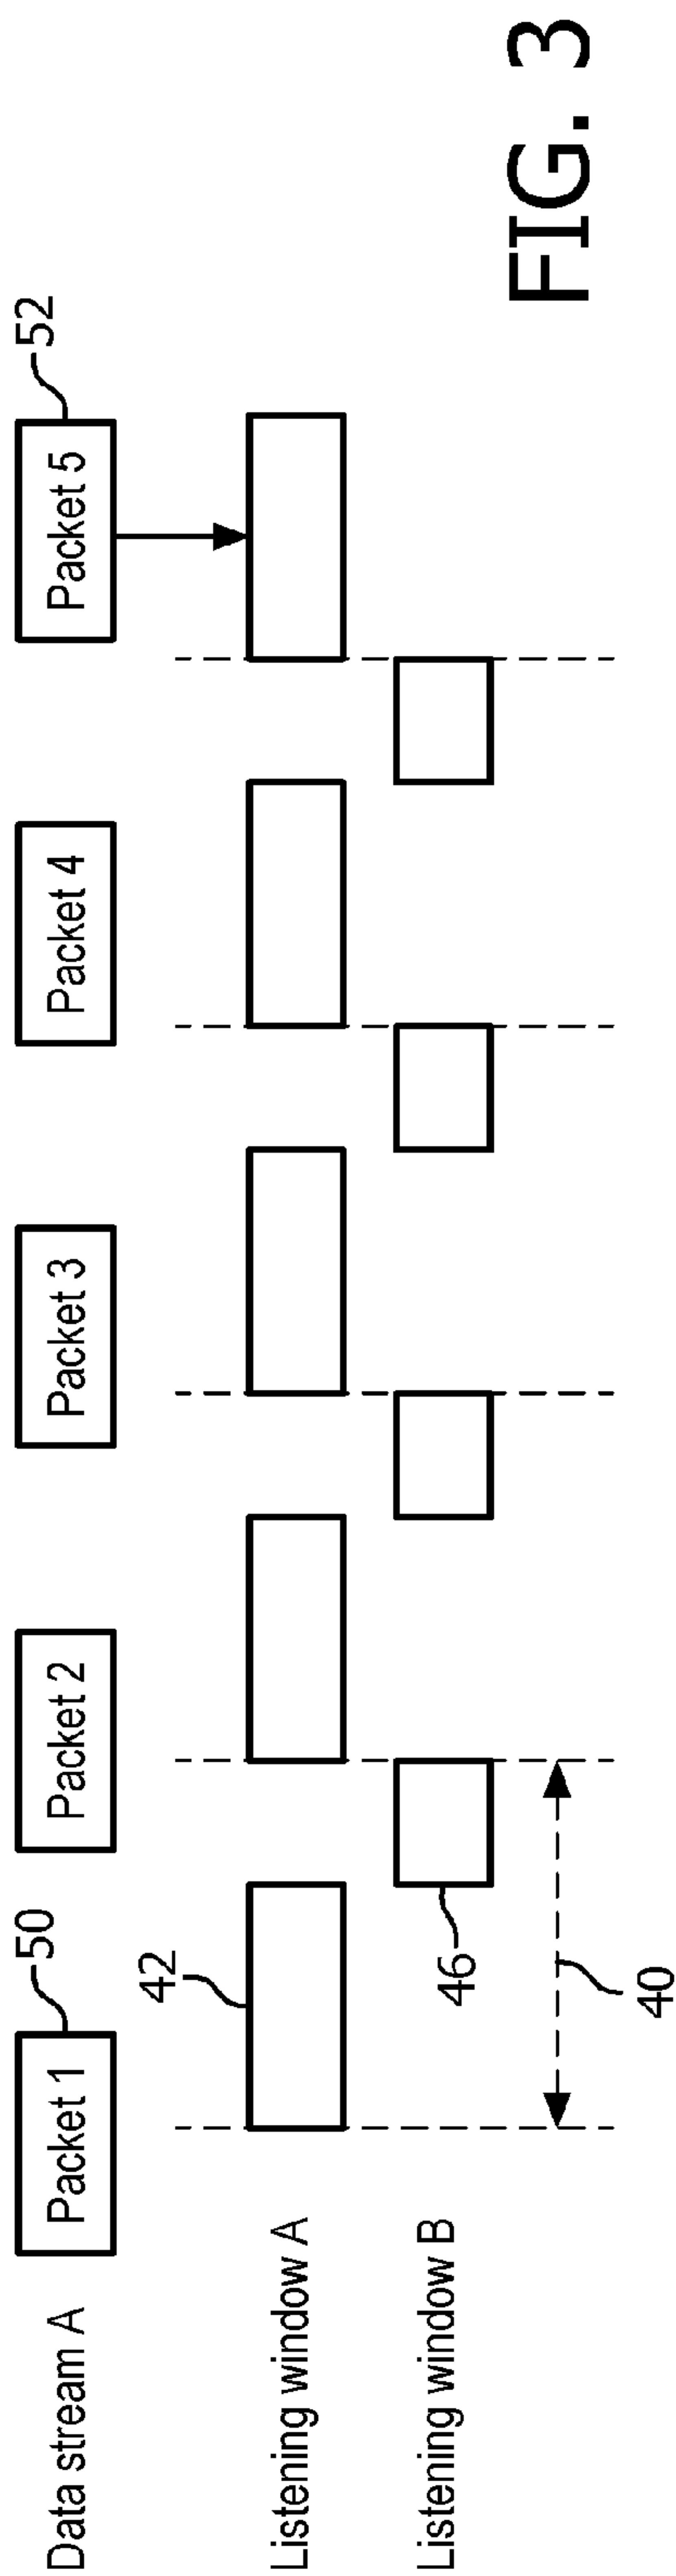 Data stream A
Packet 1
50
Packet 2
Packet 3
Packet 4
Packet 5
52
Listening window A
42
Listening window B
46
40
FIG. 3